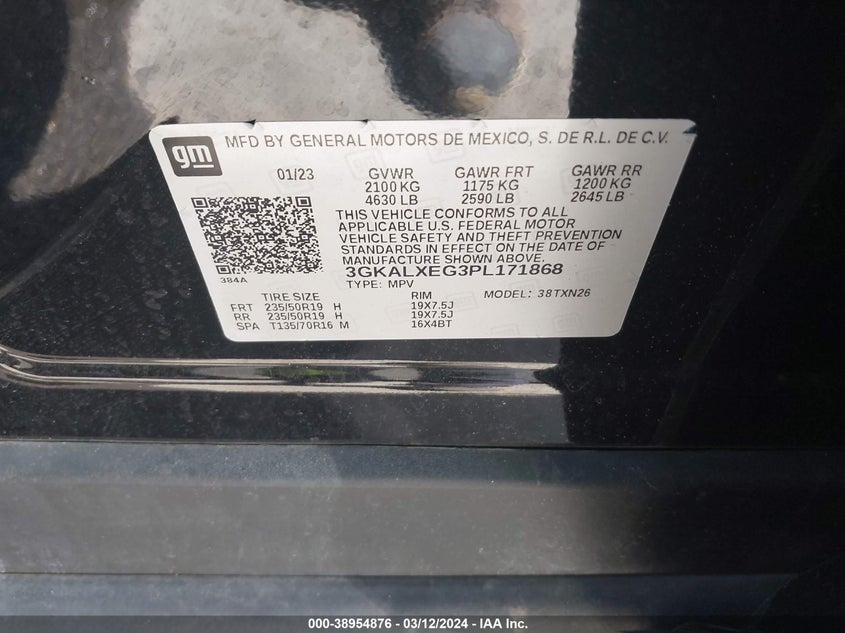 gm
MFD BY GENERAL MOTORS DE MEXICO, S. DE R.L. DE C.V.
01/23 GVWR GAWR FRT GAWR RR
2100 KG 1175 KG 1200 KG
4630 LB 2590 LB 2645 LB
THIS VEHICLE CONFORMS TO ALL
APPLICABLE U.S. FEDERAL MOTOR
VEHICLE SAFETY AND THEFT PREVENTION
STANDARDS IN EFFECT ON THE DATE OF
MANUFACTURE SHOWN ABOVE.
384A
3GKALXEG3PL171868
TYPE: MPV MODEL: 38TXN26
TIRE SIZE RIM
FRT 235/50R19 H 19X7.5J
RR 235/50R19 H 19X7.5J
SPA T135/70R16 M 16X4BT
000-38954876 - 03/12/2024 - IAA Inc.